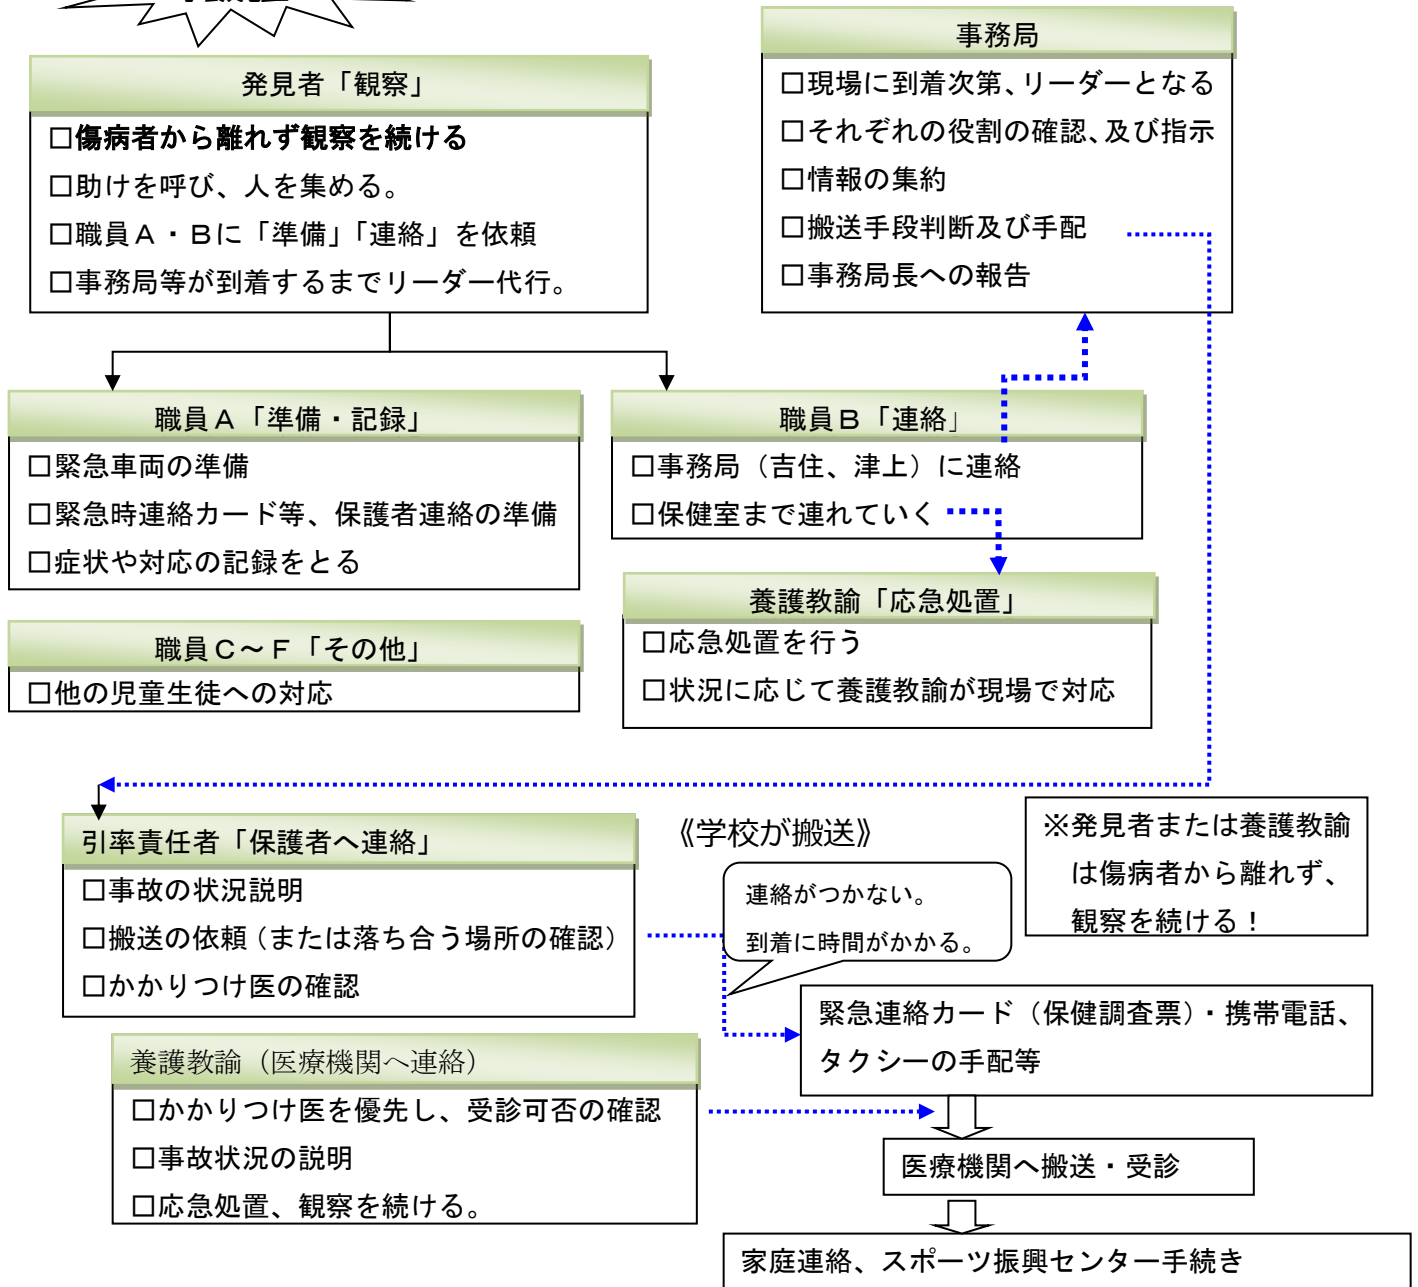 発見者「観察」
□傷病者から離れず観察を続ける
□助けを呼び、人を集める。
□職員Ａ・Ｂに「準備」「連絡」を依頼
□事務局等が到着するまでリーダー代行。
事務局
□現場に到着次第、リーダーとなる
□それぞれの役割の確認、及び指示
□情報の集約
□搬送手段判断及び手配
□事務局長への報告
職員Ａ「準備・記録」
□緊急車両の準備
□緊急時連絡カード等、保護者連絡の準備
□症状や対応の記録をとる
職員Ｂ「連絡」
□事務局（吉住、津上）に連絡
□保健室まで連れていく
養護教諭「応急処置」
□応急処置を行う
□状況に応じて養護教諭が現場で対応
職員Ｃ～Ｆ「その他」
□他の児童生徒への対応
引率責任者「保護者へ連絡」
□事故の状況説明
□搬送の依頼（または落ち合う場所の確認）
□かかりつけ医の確認
《学校が搬送》
連絡がつかない。
到着に時間がかかる。
※発見者または養護教諭
は傷病者から離れず、
観察を続ける！
緊急連絡カード（保健調査票）・携帯電話、
タクシーの手配等
養護教諭（医療機関へ連絡）
□かかりつけ医を優先し、受診可否の確認
□事故状況の説明
□応急処置、観察を続ける。
医療機関へ搬送・受診
家庭連絡、スポーツ振興センター手続き